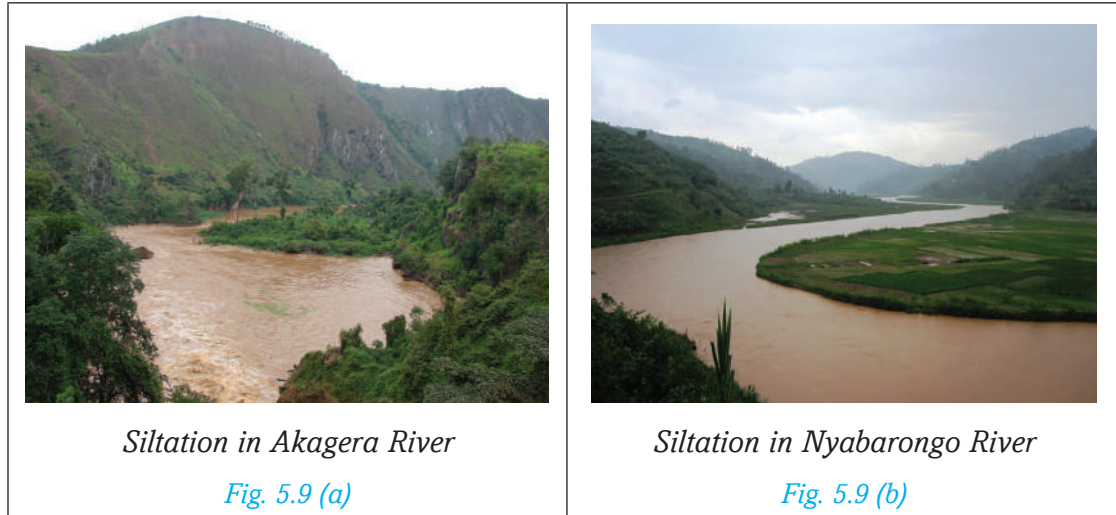 Siltation in Akagera River
Fig. 5.9 (a)
Siltation in Nyabarongo River
Fig. 5.9 (b)